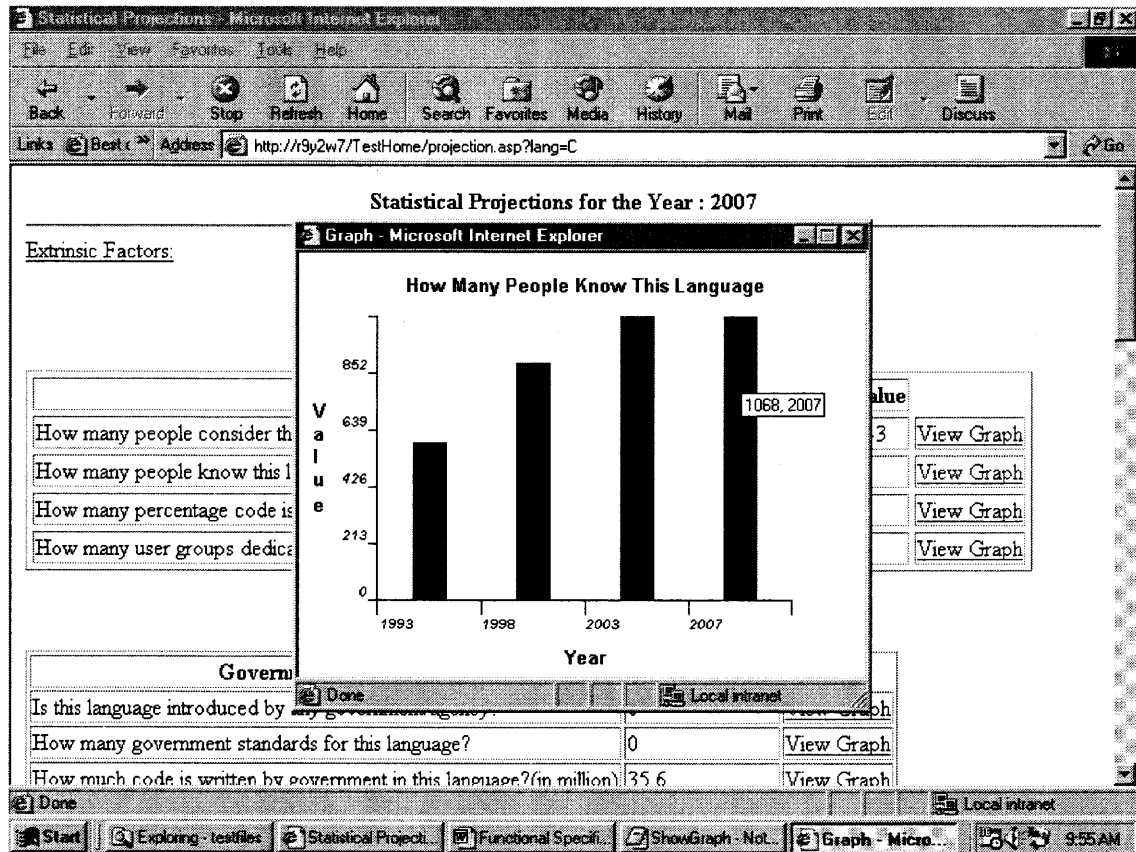 Statistical Projections - Microsoft Internet Explorer
File Edit View Favorites Tools Help
Back Forward Stop Refresh Home Search Favorites Media History Mail Print Edit Discuss
Links Best c » Address http://r9y2w7/TestHome/projection.asp?lang=C Go
Statistical Projections for the Year : 2007
Extrinsic Factors:
Graph - Microsoft Internet Explorer
How Many People Know This Language
852
639
426
213
0
Value
1068, 2007
1993 1998 2003 2007
Year
Done Local intranet
alue
How many people consider th 3 View Graph
How many people know this l View Graph
How many percentage code is View Graph
How many user groups dedica View Graph
Governm
Is this language introduced by any government agency? View Graph
How many government standards for this language? 0 View Graph
How much code is written by government in this language?(in million) 35.6 View Graph
Done Local intranet
Start Exploring - testfiles Statistical Projecti... Functional Specifi... ShowGraph - Not... Graph - Micro... 9:55 AM